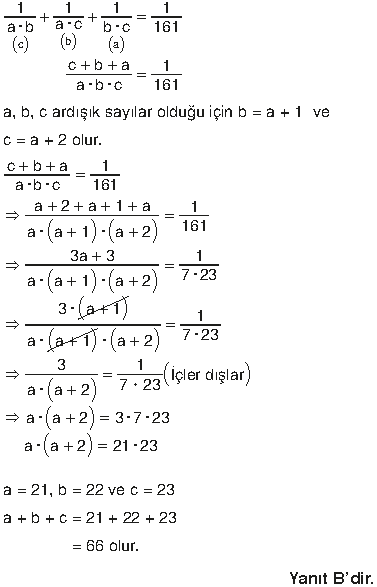 1/(a·b) + 1/(a·c) + 1/(b·c) = 1/161
(c) (b) (a)
(c + b + a)/(a·b·c) = 1/161
a, b, c ardışık sayılar olduğu için b = a + 1 ve
c = a + 2 olur.
(c + b + a)/(a·b·c) = 1/161
⇒ (a + 2 + a + 1 + a)/(a·(a + 1)·(a + 2)) = 1/161
⇒ (3a + 3)/(a·(a + 1)·(a + 2)) = 1/(7·23)
⇒ (3·(a + 1))/(a·(a + 1)·(a + 2)) = 1/(7·23)
⇒ 3/(a·(a + 2)) = 1/(7·23) (İçler dışlar)
⇒ a·(a + 2) = 3·7·23
a·(a + 2) = 21·23
a = 21, b = 22 ve c = 23
a + b + c = 21 + 22 + 23
= 66 olur.
Yanıt B'dir.